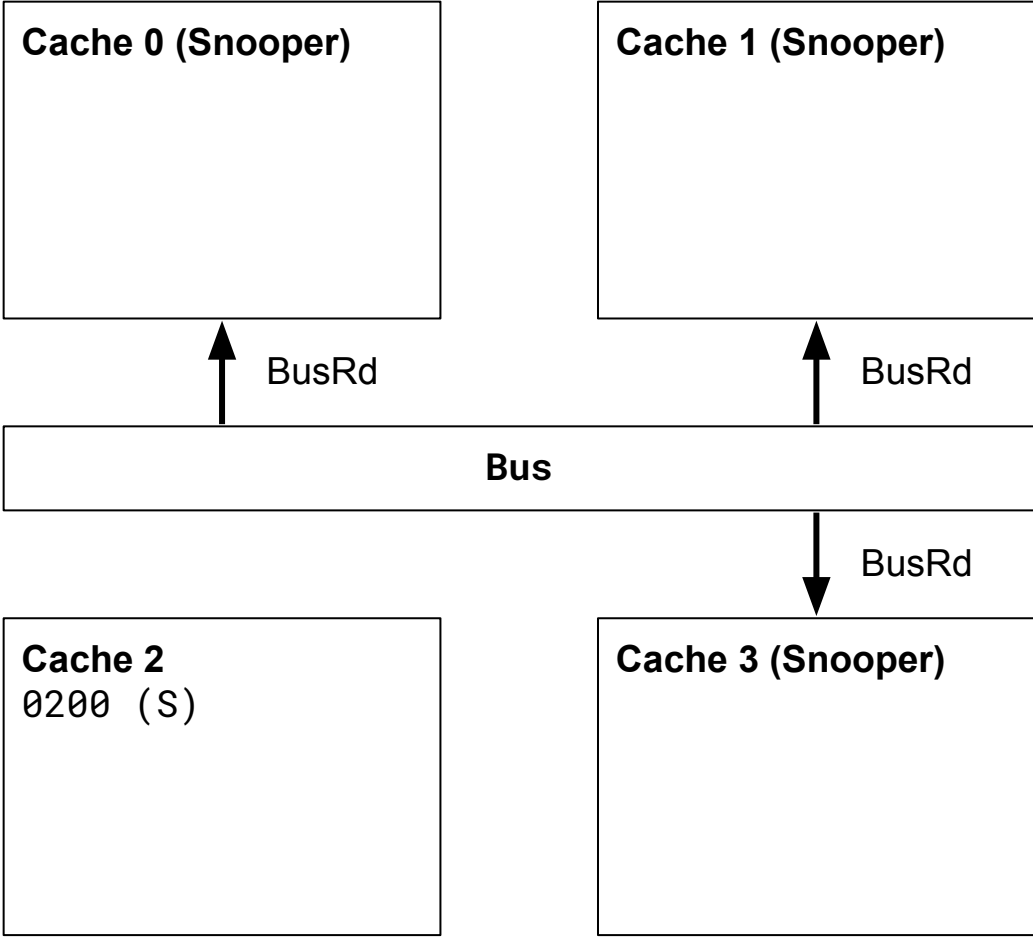 Cache 0 (Snooper)
Cache 1 (Snooper)
BusRd
BusRd
Bus
BusRd
Cache 2
0200 (S)
Cache 3 (Snooper)